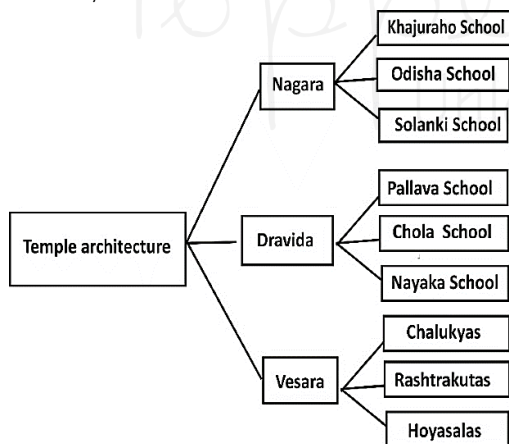 Khajuraho School
Nagara
Odisha School
Solanki School
Pallava School
Temple architecture
Dravida
Chola School
Nayaka School
Chalukyas
Vesara
Rashtrakutas
Hoyasalas